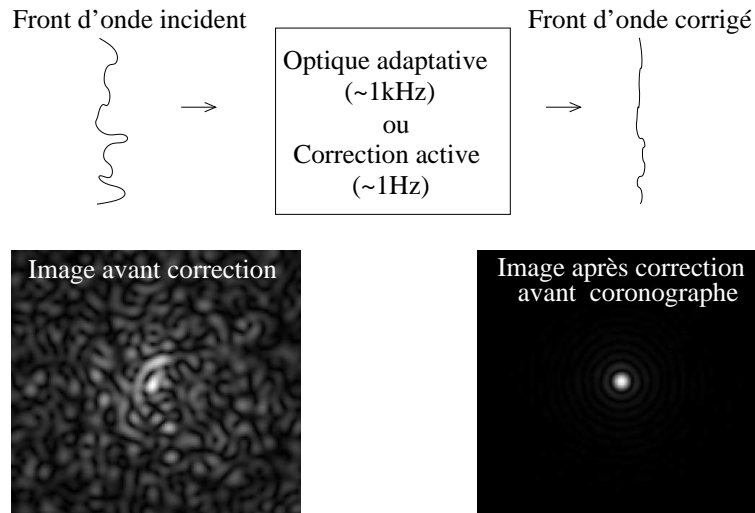 Front d'onde incident
Front d'onde corrigé
Optique adaptative
(~1kHz)
ou
Correction active
(~1Hz)
Image avant correction
Image après correction
avant coronographe